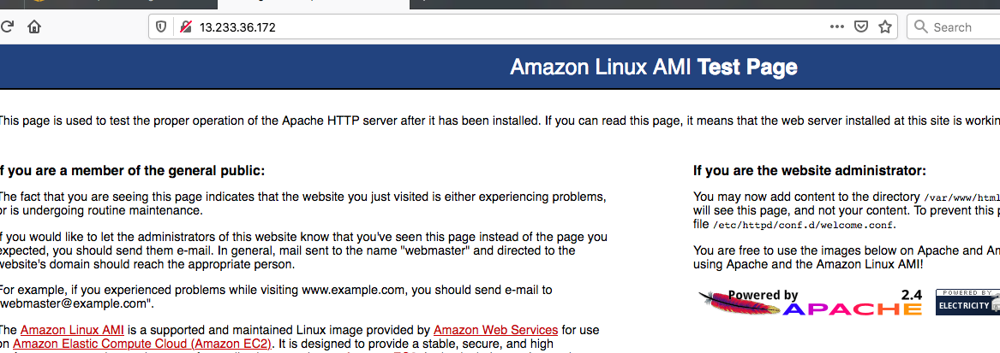 13.233.36.172
Search
Amazon Linux AMI Test Page
This page is used to test the proper operation of the Apache HTTP server after it has been installed. If you can read this page, it means that the web server installed at this site is workin
If you are a member of the general public:
The fact that you are seeing this page indicates that the website you just visited is either experiencing problems,
or is undergoing routine maintenance.
If you would like to let the administrators of this website know that you've seen this page instead of the page you
expected, you should send them e-mail. In general, mail sent to the name "webmaster" and directed to the
website's domain should reach the appropriate person.
For example, if you experienced problems while visiting www.example.com, you should send e-mail to
"webmaster@example.com".
The Amazon Linux AMI is a supported and maintained Linux image provided by Amazon Web Services for use
on Amazon Elastic Compute Cloud (Amazon EC2). It is designed to provide a stable, secure, and high
If you are the website administrator:
You may now add content to the directory /var/www/html
will see this page, and not your content. To prevent this p
file /etc/httpd/conf.d/welcome.conf.
You are free to use the images below on Apache and Am
using Apache and the Amazon Linux AMI!
Powered by 2.4
APACHE
POWERED BY
ELECTRICITY